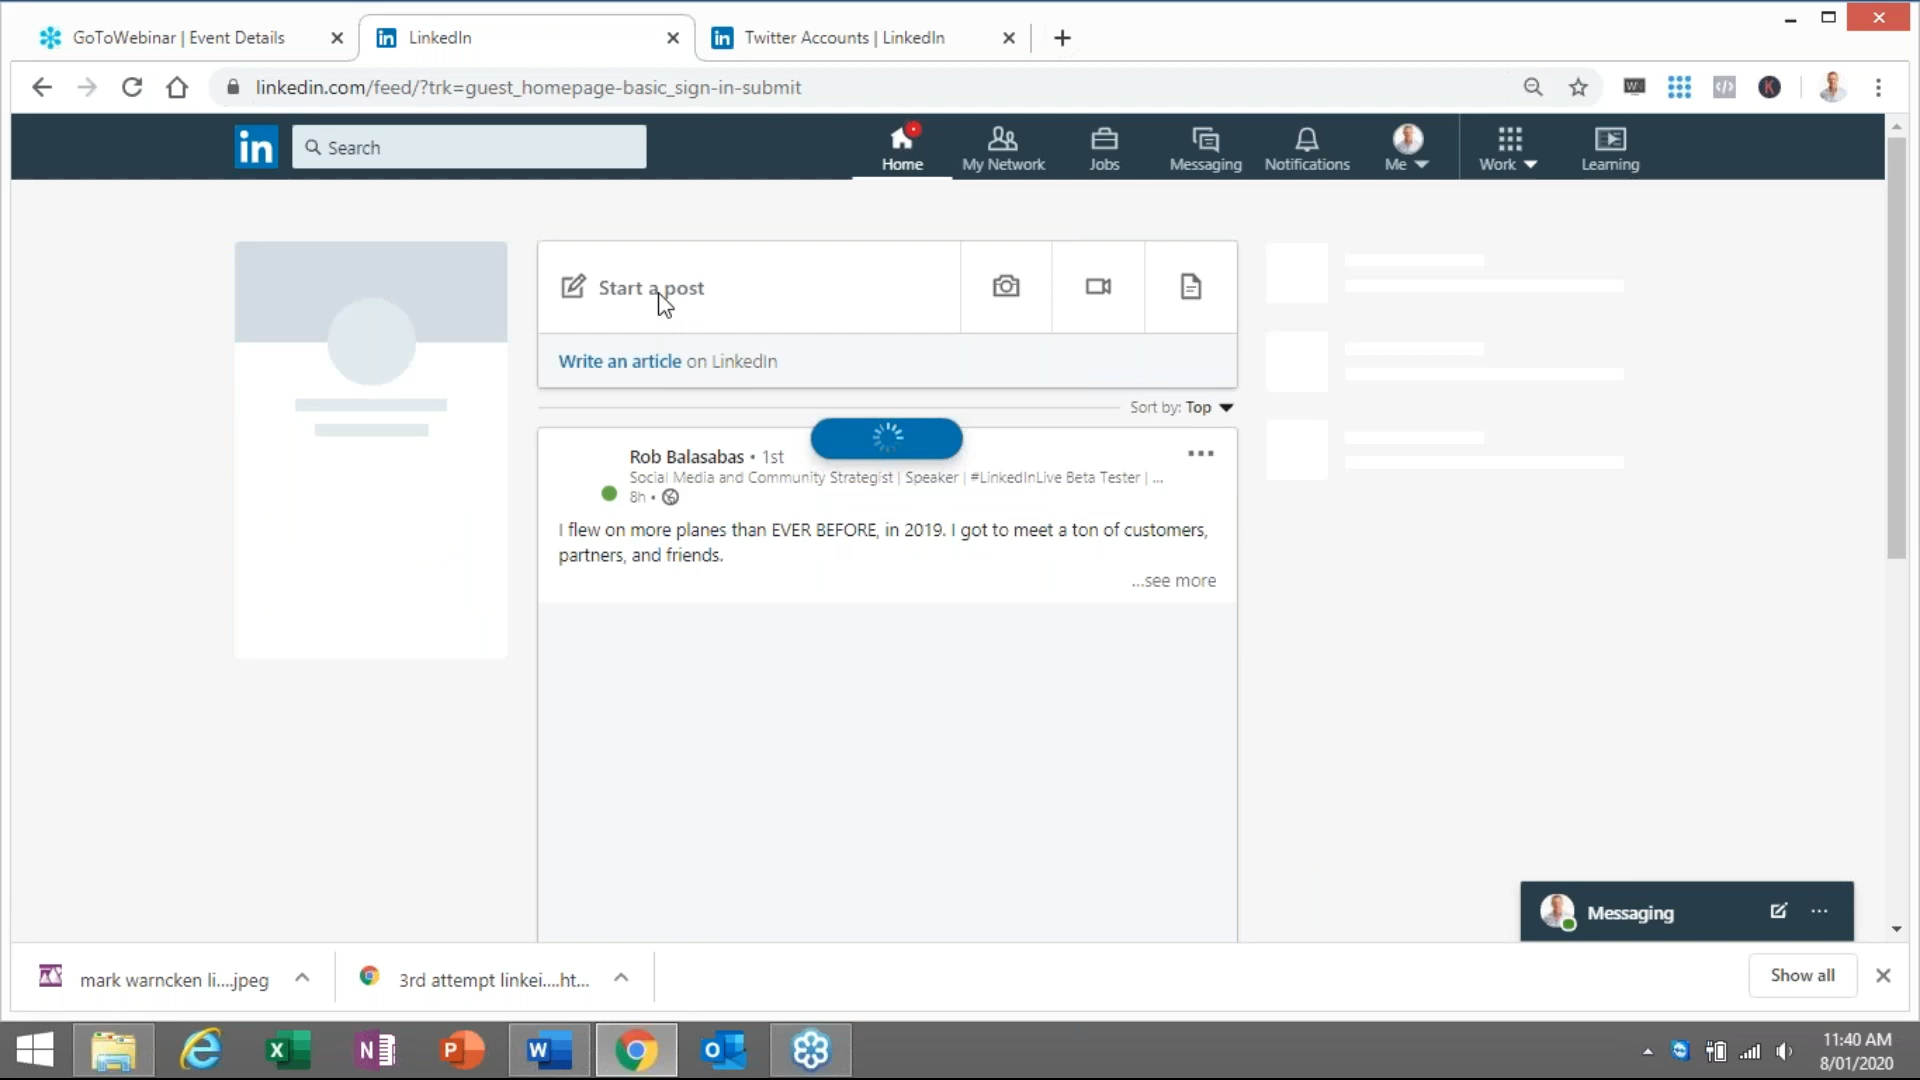 GoToWebinar | Event Details
LinkedIn
Twitter Accounts | LinkedIn
linkedin.com/feed/?trk=guest_homepage-basic_sign-in-submit
in
Search
Home
My Network
Jobs
Messaging
Notifications
Me
Work
Learning
Start a post
Write an article on LinkedIn
Sort by: Top
Rob Balasabas • 1st
Social Media and Community Strategist | Speaker | #LinkedInLive Beta Tester | ...
8h •
I flew on more planes than EVER BEFORE, in 2019. I got to meet a ton of customers,
partners, and friends.
...see more
Messaging
mark warncken li....jpeg
3rd attempt linkei....ht...
Show all
11:40 AM
8/01/2020